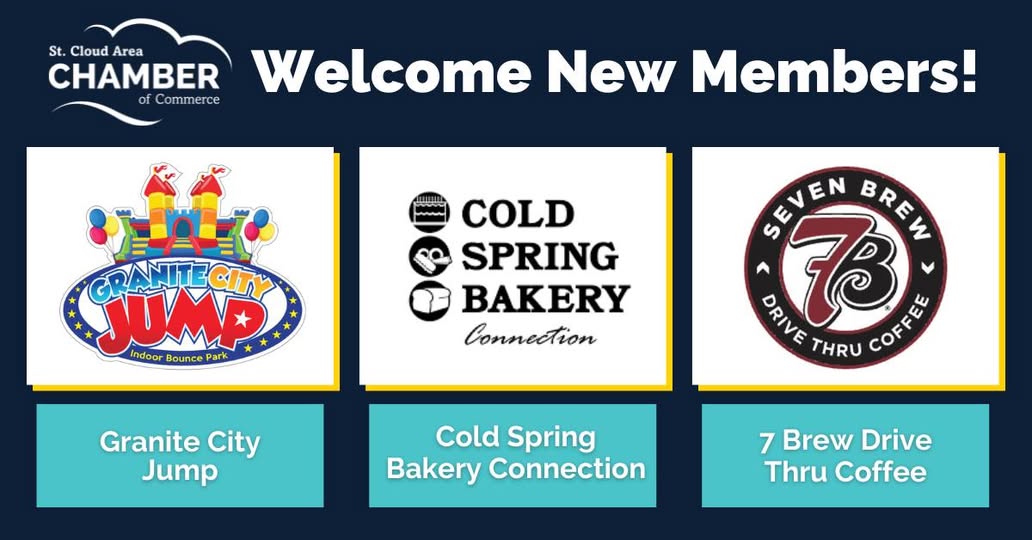 St. Cloud Area
CHAMBER
of Commerce
Welcome New Members!
GRANITE CITY
JUMP
Indoor Bounce Park
COLD
SPRING
BAKERY
Connection
SEVEN BREW
7B
DRIVE THRU COFFEE
Granite City
Jump
Cold Spring
Bakery Connection
7 Brew Drive
Thru Coffee